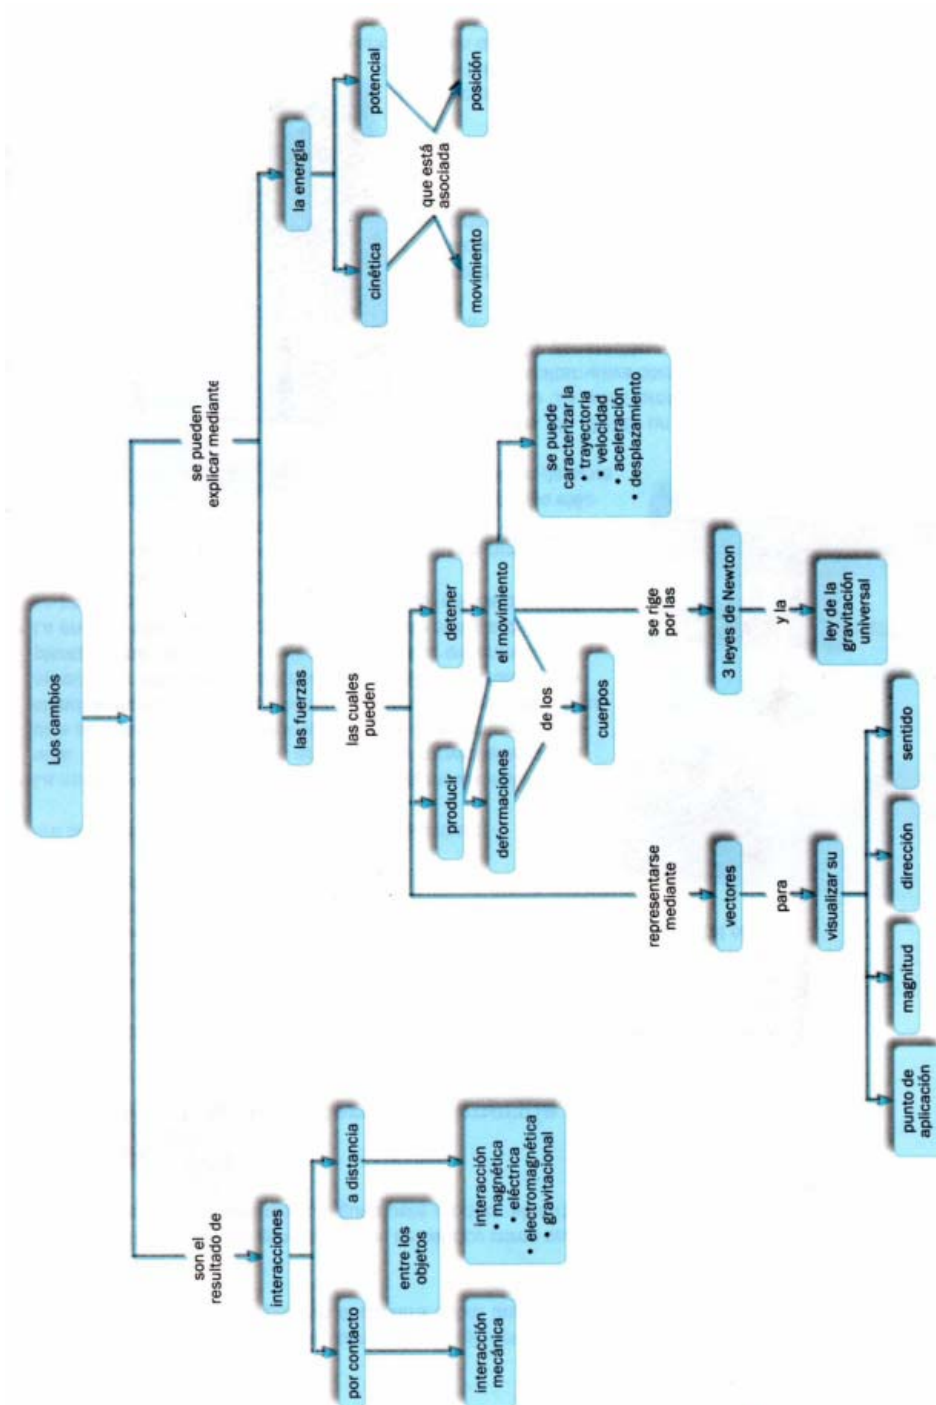 Los cambios
son el
resultado de
interacciones
por contacto
a distancia
entre los
objetos
interacción
mecánica
interacción
• magnética
• eléctrica
• electromagnética
• gravitacional
se pueden
explicar mediante
las fuerzas
las cuales
pueden
representarse
mediante
vectores
para
visualizar su
punto de
aplicación
magnitud
dirección
sentido
producir
detener
deformaciones
el movimiento
de los
cuerpos
se rige
por las
3 leyes de Newton
y la
ley de la
gravitación
universal
se puede
caracterizar la
• trayectoria
• velocidad
• aceleración
• desplazamiento
la energía
cinética
potencial
que está
asociada
movimiento
posición